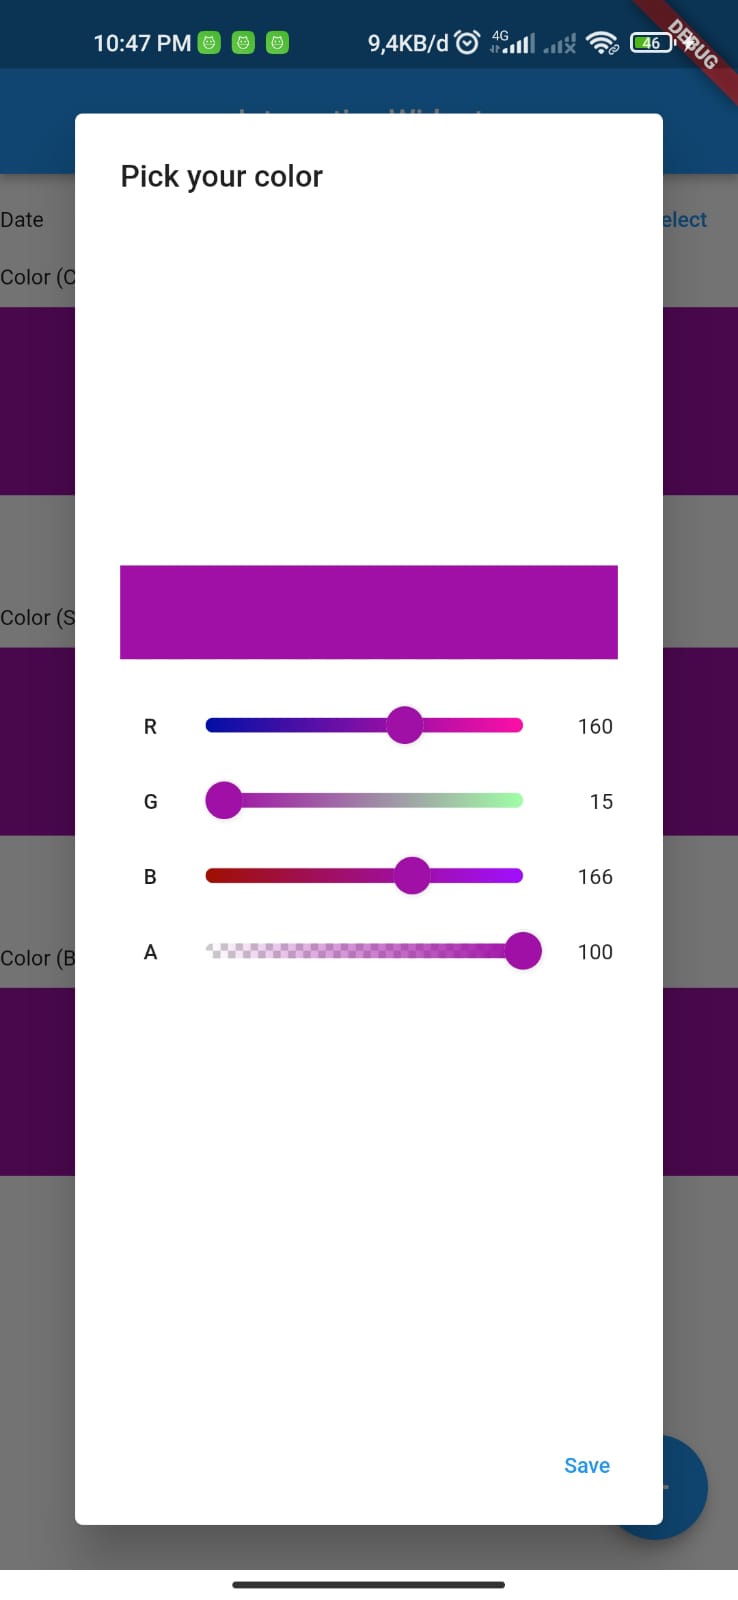 10:47 PM 9,4KB/d 4G 46
DEBUG
Pick your color
Date elect
Color (C
Color (S
R 160
G 15
B 166
A 100
Color (B
Save